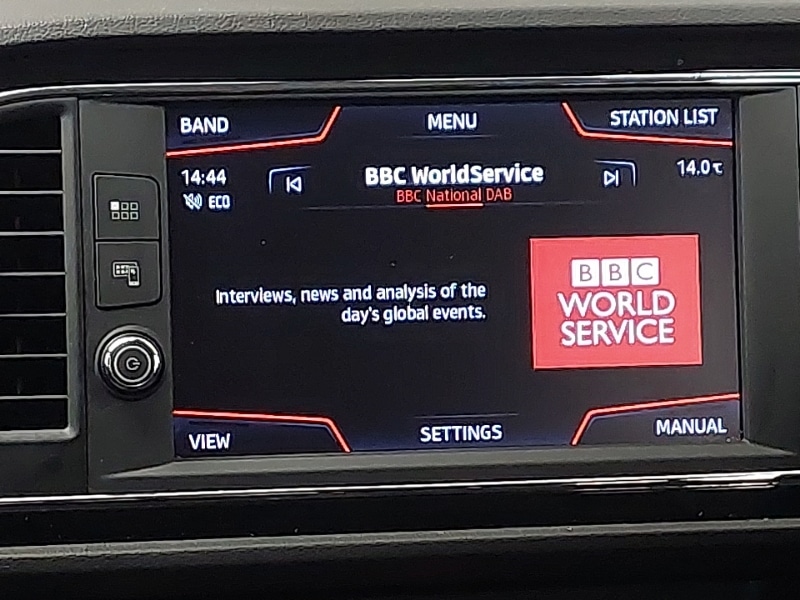 BAND
MENU
STATION LIST
14:44
BBC WorldService
14.0℃
ECO
BBC National DAB
Interviews, news and analysis of the
day's global events.
BBC
WORLD
SERVICE
VIEW
SETTINGS
MANUAL